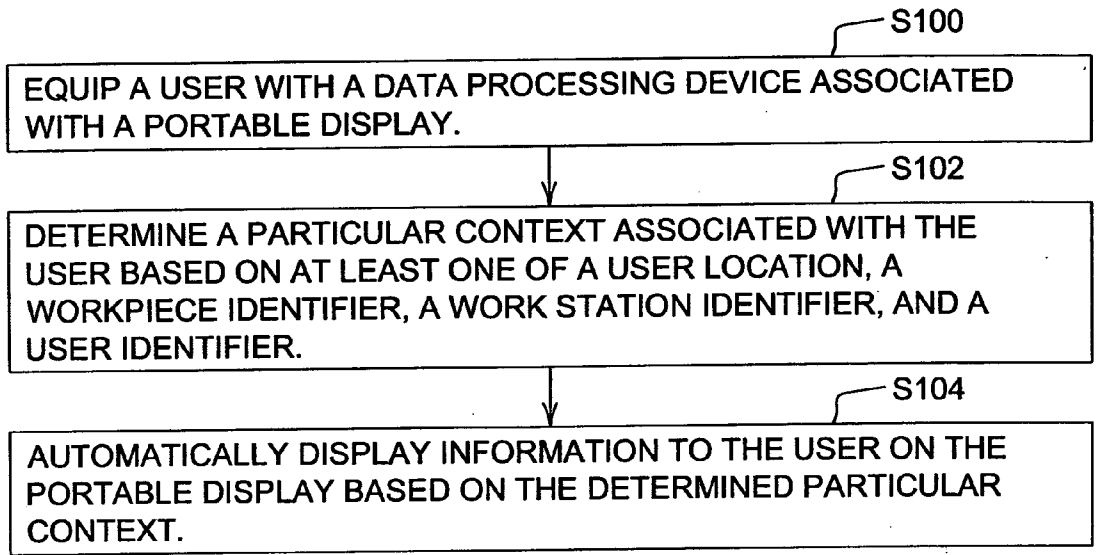 S100
EQUIP A USER WITH A DATA PROCESSING DEVICE ASSOCIATED
WITH A PORTABLE DISPLAY.
S102
DETERMINE A PARTICULAR CONTEXT ASSOCIATED WITH THE
USER BASED ON AT LEAST ONE OF A USER LOCATION, A
WORKPIECE IDENTIFIER, A WORK STATION IDENTIFIER, AND A
USER IDENTIFIER.
S104
AUTOMATICALLY DISPLAY INFORMATION TO THE USER ON THE
PORTABLE DISPLAY BASED ON THE DETERMINED PARTICULAR
CONTEXT.